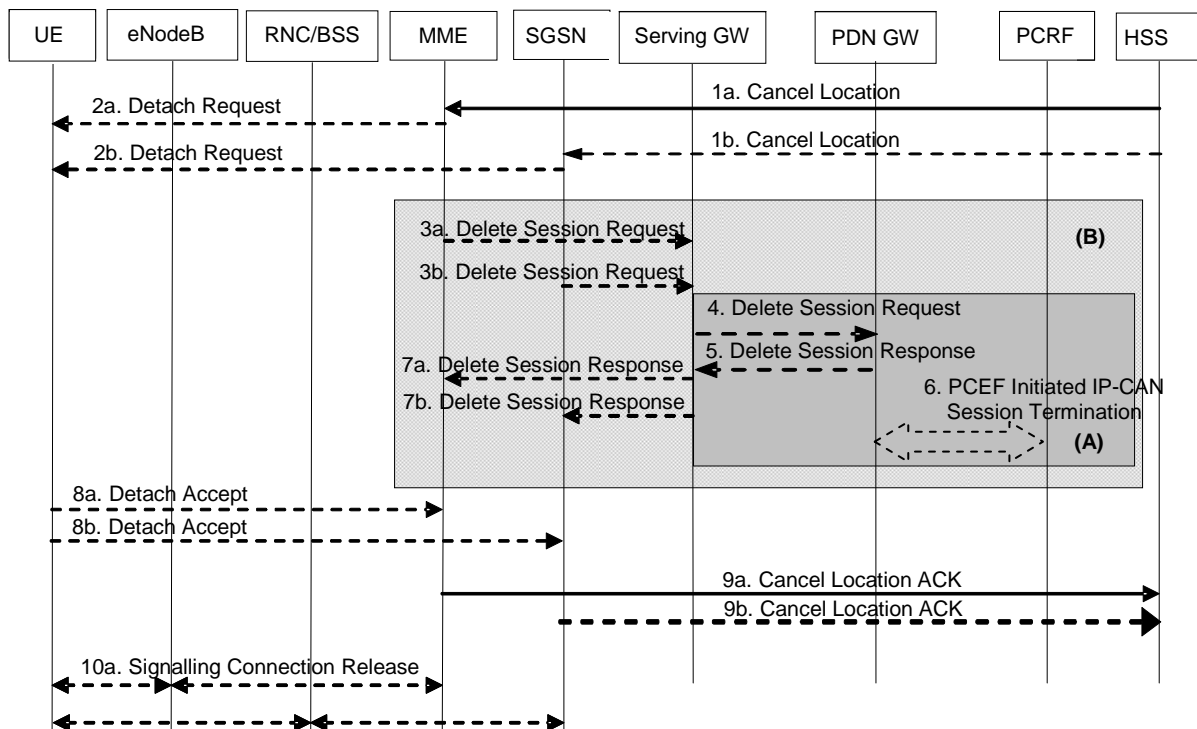 UE
eNodeB
RNC/BSS
MME
SGSN
Serving GW
PDN GW
PCRF
HSS
1a. Cancel Location
2a. Detach Request
1b. Cancel Location
2b. Detach Request
3a. Delete Session Request
(B)
3b. Delete Session Request
4. Delete Session Request
5. Delete Session Response
7a. Delete Session Response
6. PCEF Initiated IP-CAN
Session Termination
7b. Delete Session Response
(A)
8a. Detach Accept
8b. Detach Accept
9a. Cancel Location ACK
9b. Cancel Location ACK
10a. Signalling Connection Release